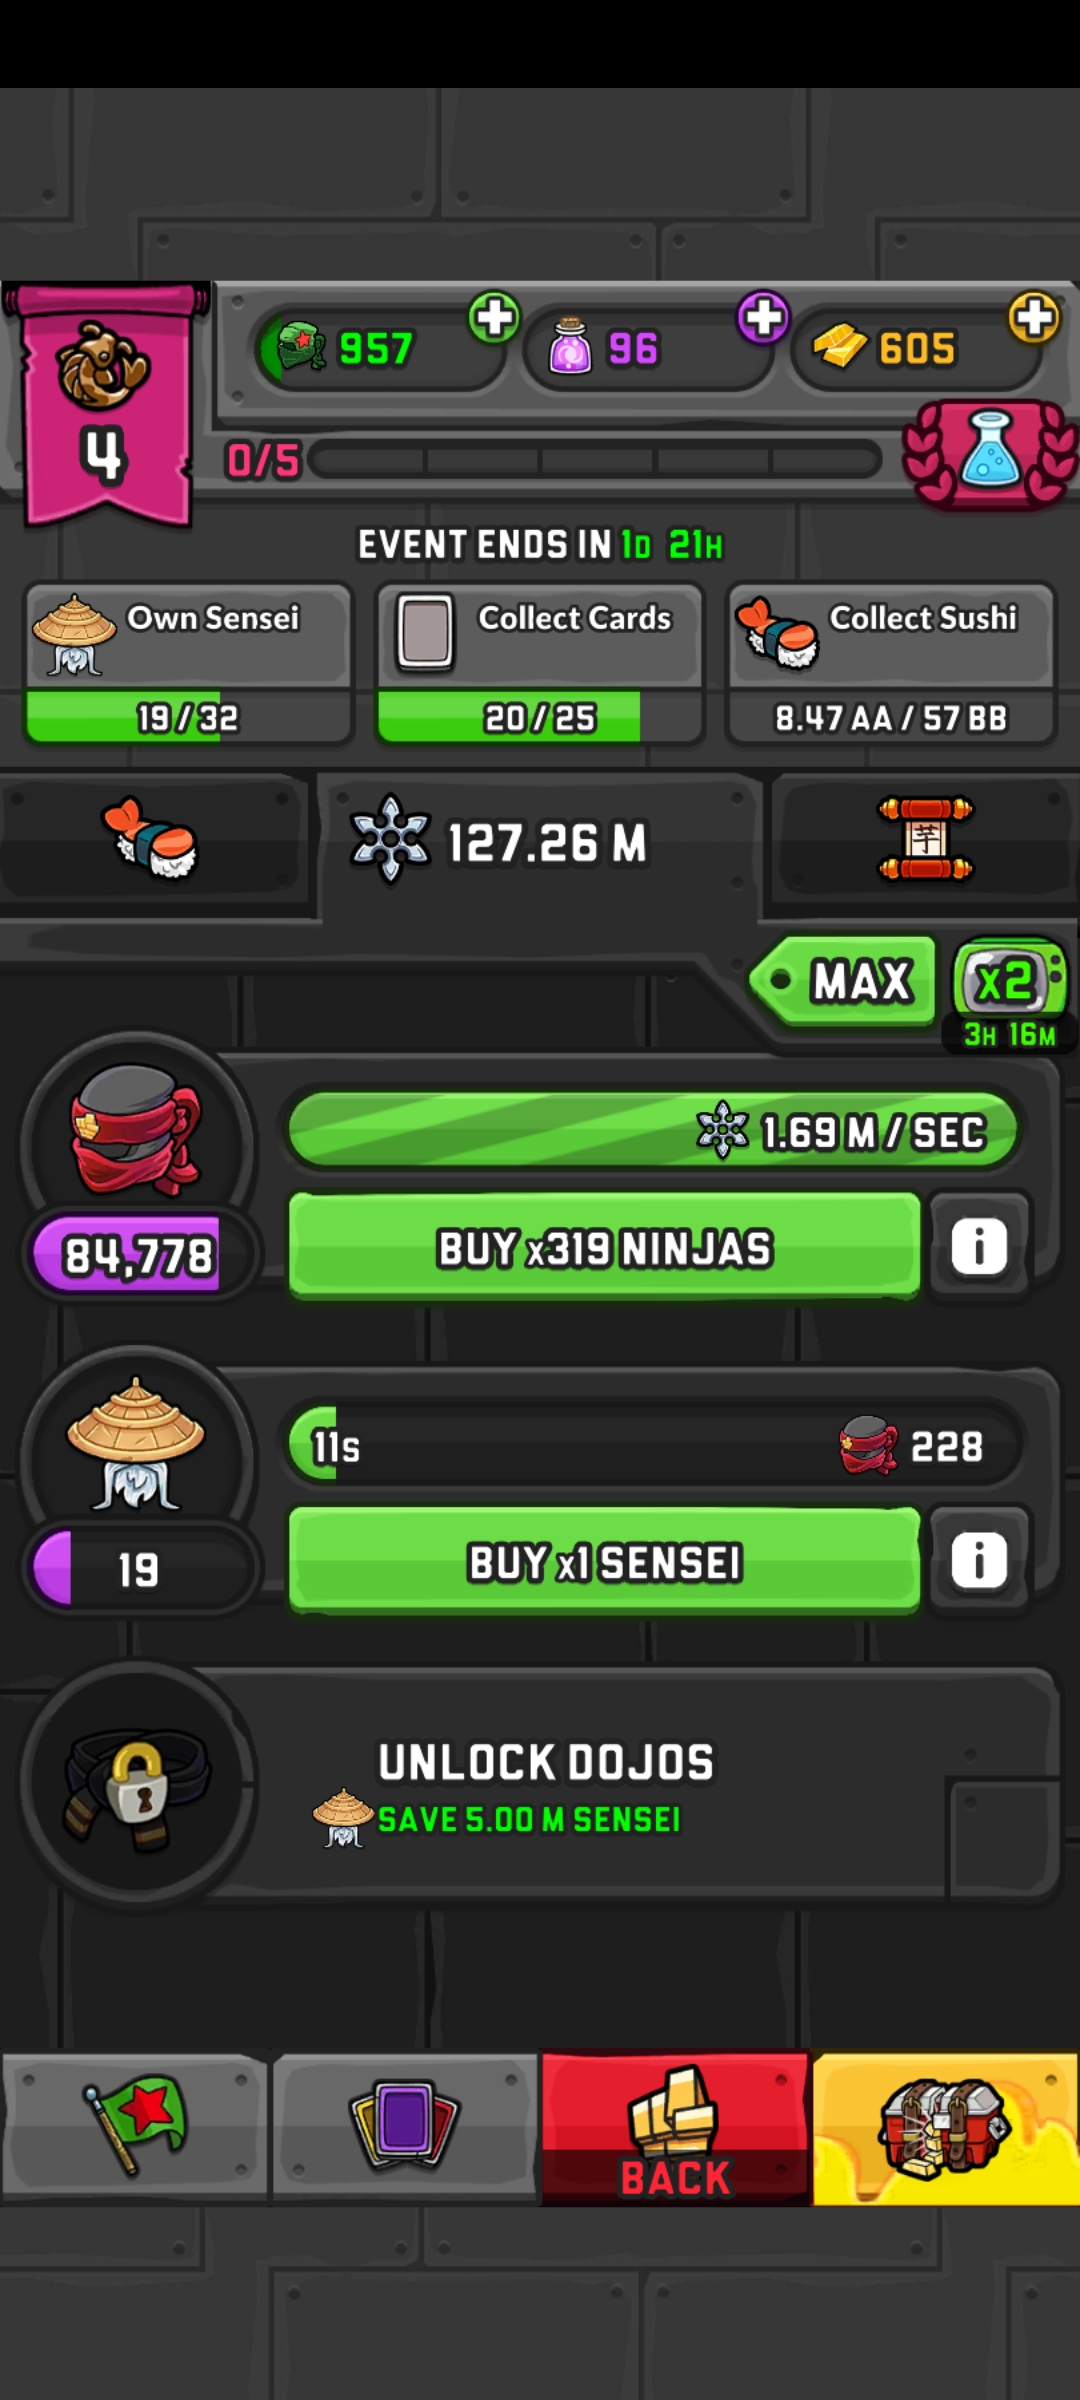 957
96
605
4
0/5
EVENT ENDS IN 1D 21H
Own Sensei
19 / 32
Collect Cards
20 / 25
Collect Sushi
8.47 AA / 57 BB
127.26 M
芋
MAX
x2
3H 16M
1.69 M / SEC
84,778
BUY x319 NINJAS
i
11s
228
19
BUY x1 SENSEI
i
UNLOCK DOJOS
SAVE 5.00 M SENSEI
BACK